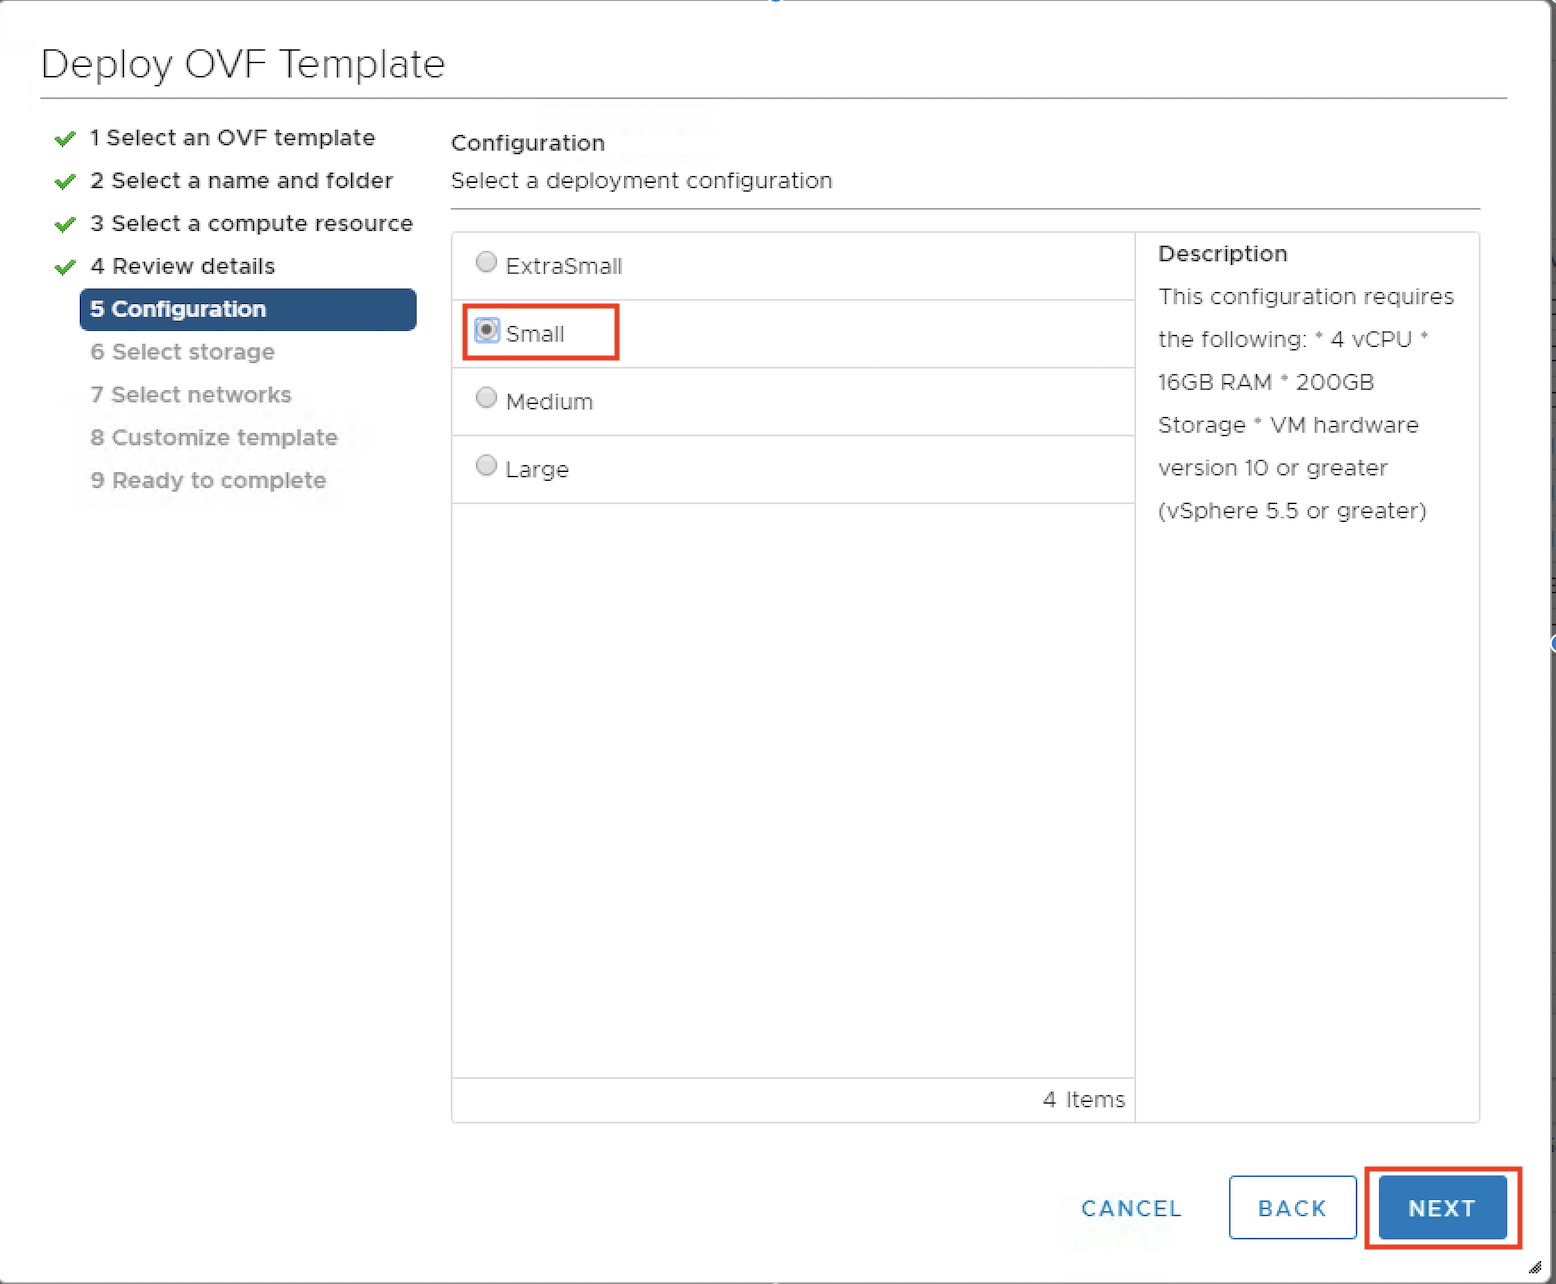 Deploy OVF Template
1 Select an OVF template
2 Select a name and folder
3 Select a compute resource
4 Review details
5 Configuration
6 Select storage
7 Select networks
8 Customize template
9 Ready to complete
Configuration
Select a deployment configuration
ExtraSmall
Small
Medium
Large
4 Items
Description
This configuration requires
the following: * 4 vCPU *
16GB RAM * 200GB
Storage * VM hardware
version 10 or greater
(vSphere 5.5 or greater)
CANCEL
BACK
NEXT